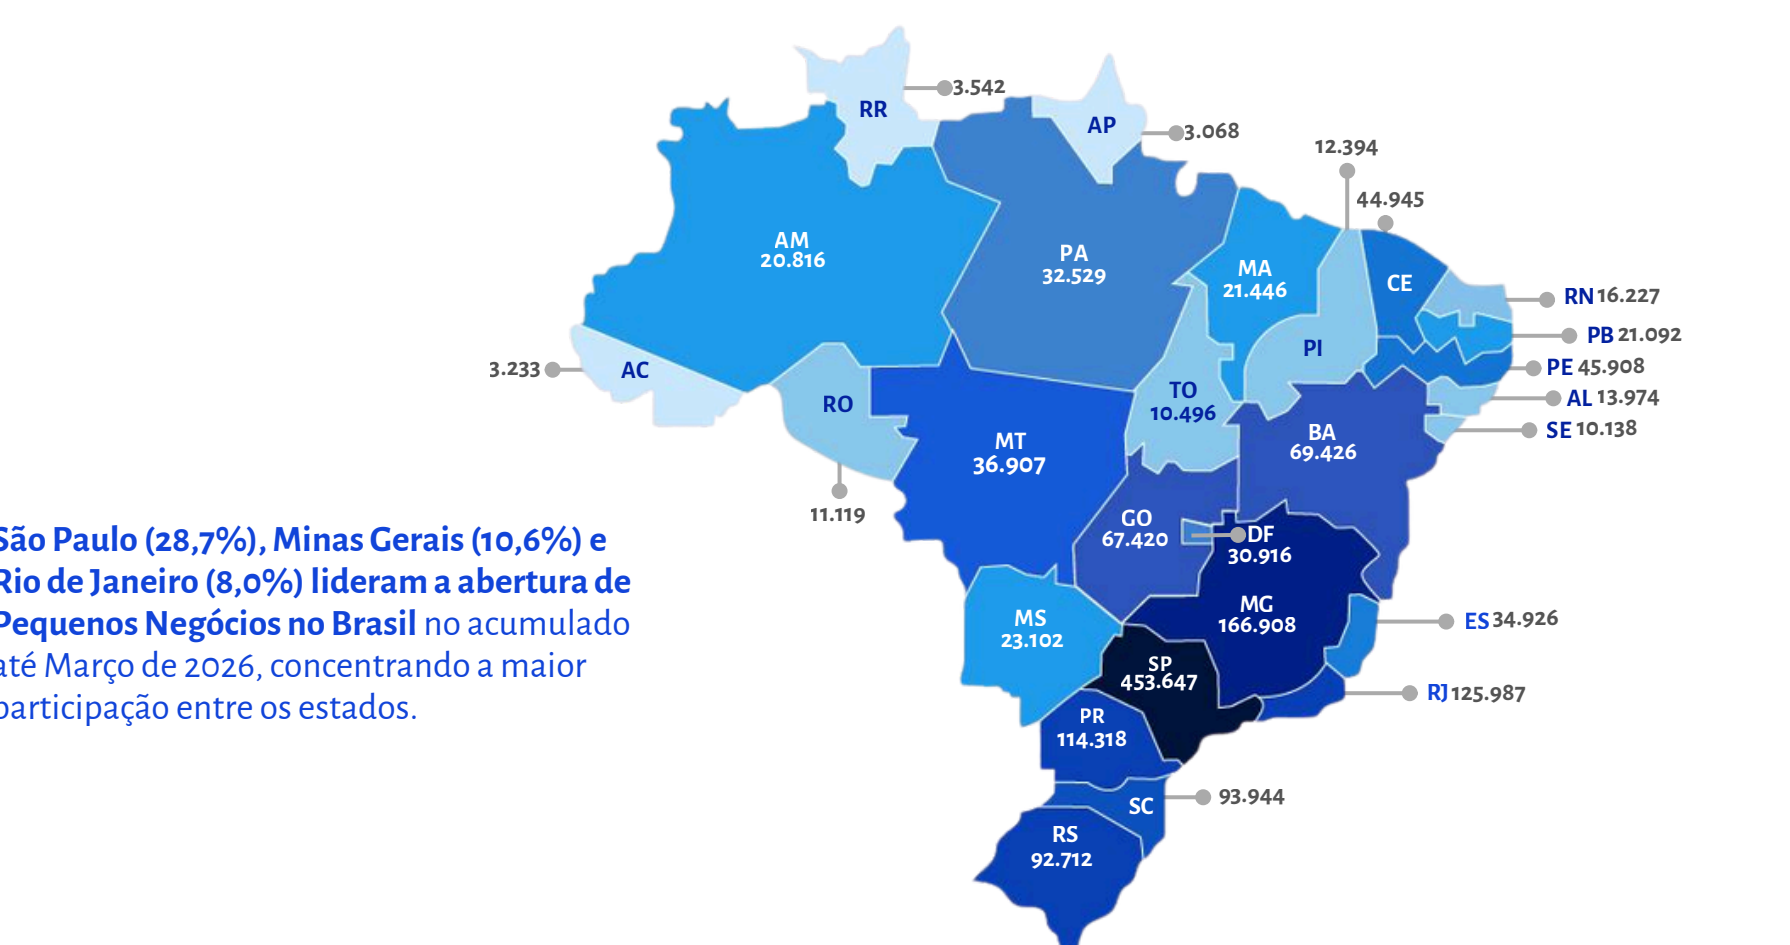 São Paulo (28,7%), Minas Gerais (10,6%) e
Rio de Janeiro (8,0%) lideram a abertura de
Pequenos Negócios no Brasil no acumulado
até Março de 2026, concentrando a maior
participação entre os estados.
RR
3.542
AP
3.068
12.394
44.945
AM
20.816
PA
32.529
MA
21.446
CE
RN 16.227
PB 21.092
PI
PE 45.908
3.233
AC
TO
10.496
AL 13.974
RO
SE 10.138
BA
69.426
MT
36.907
11.119
GO
67.420
DF
30.916
MG
166.908
MS
23.102
ES 34.926
SP
453.647
RJ 125.987
PR
114.318
SC
93.944
RS
92.712